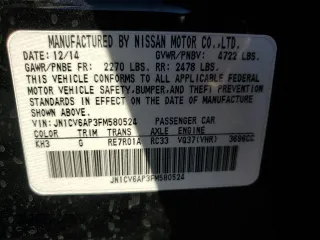 MANUFACTURED BY NISSAN MOTOR CO., LTD.
DATE: 12/14 GVWR/PNBV: 4722 LBS.
GAWR/PNBE FR: 2270 LBS RR: 2478 LBS.
THIS VEHICLE CONFORMS TO ALL APPLICABLE FEDERAL
MOTOR VEHICLE SAFETY, BUMPER, AND THEFT PREVENTION
STANDARDS IN EFFECT ON THE DATE OF MANUFACTURE
SHOWN ABOVE.
VIN: JN1CV6AP3FM580524 PASSENGER CAR
COLOR TRIM TRANS AXLE MODEL ENGINE
KH3 G RE7R01A RC33 VQ37(VHR) 3696CC
JN1CV6AP3FM580524